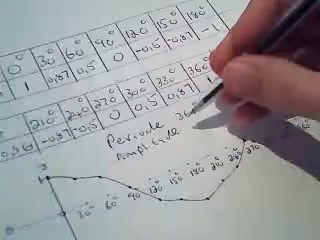 0° 30° 60° 90° 120° 150° 180°
1 0,87 0,5 0 -0,5 -0,87 -1
210° 240° 270° 300° 330° 360°
-0,87 -0,5 0 0,5 0,87 1
Periode 360
Amplitude
30° 60° 90° 120° 150° 180° 210° 240° 270°